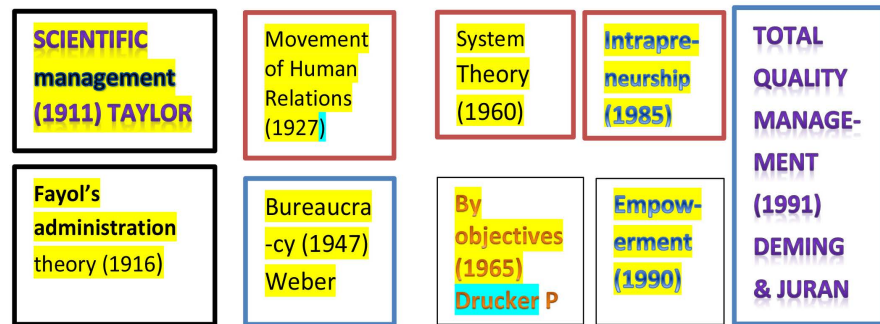 SCIENTIFIC
management
(1911) TAYLOR
Fayol's
administration
theory (1916)
Movement
of Human
Relations
(1927)
Bureaucra
-cy (1947)
Weber
System
Theory
(1960)
By
objectives
(1965)
Drucker P
Intrapre-
neurship
(1985)
Empow-
erment
(1990)
TOTAL
QUALITY
MANAGE-
MENT
(1991)
DEMING
& JURAN